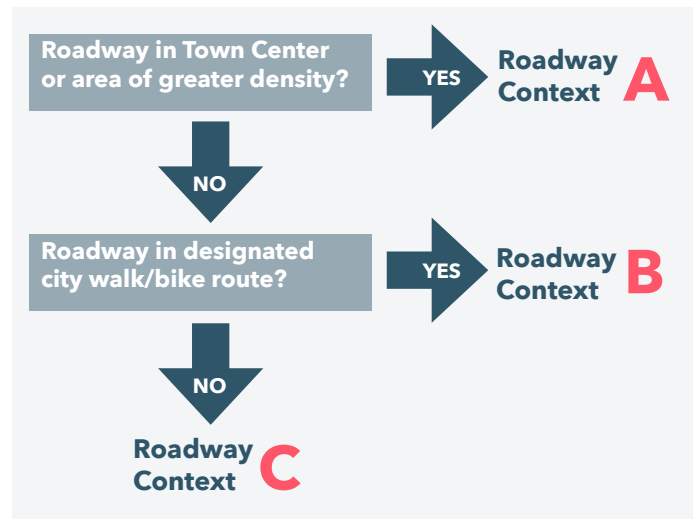 Roadway in Town Center
or area of greater density?
YES
Roadway
Context A
NO
Roadway in designated
city walk/bike route?
YES
Roadway
Context B
NO
Roadway
Context C